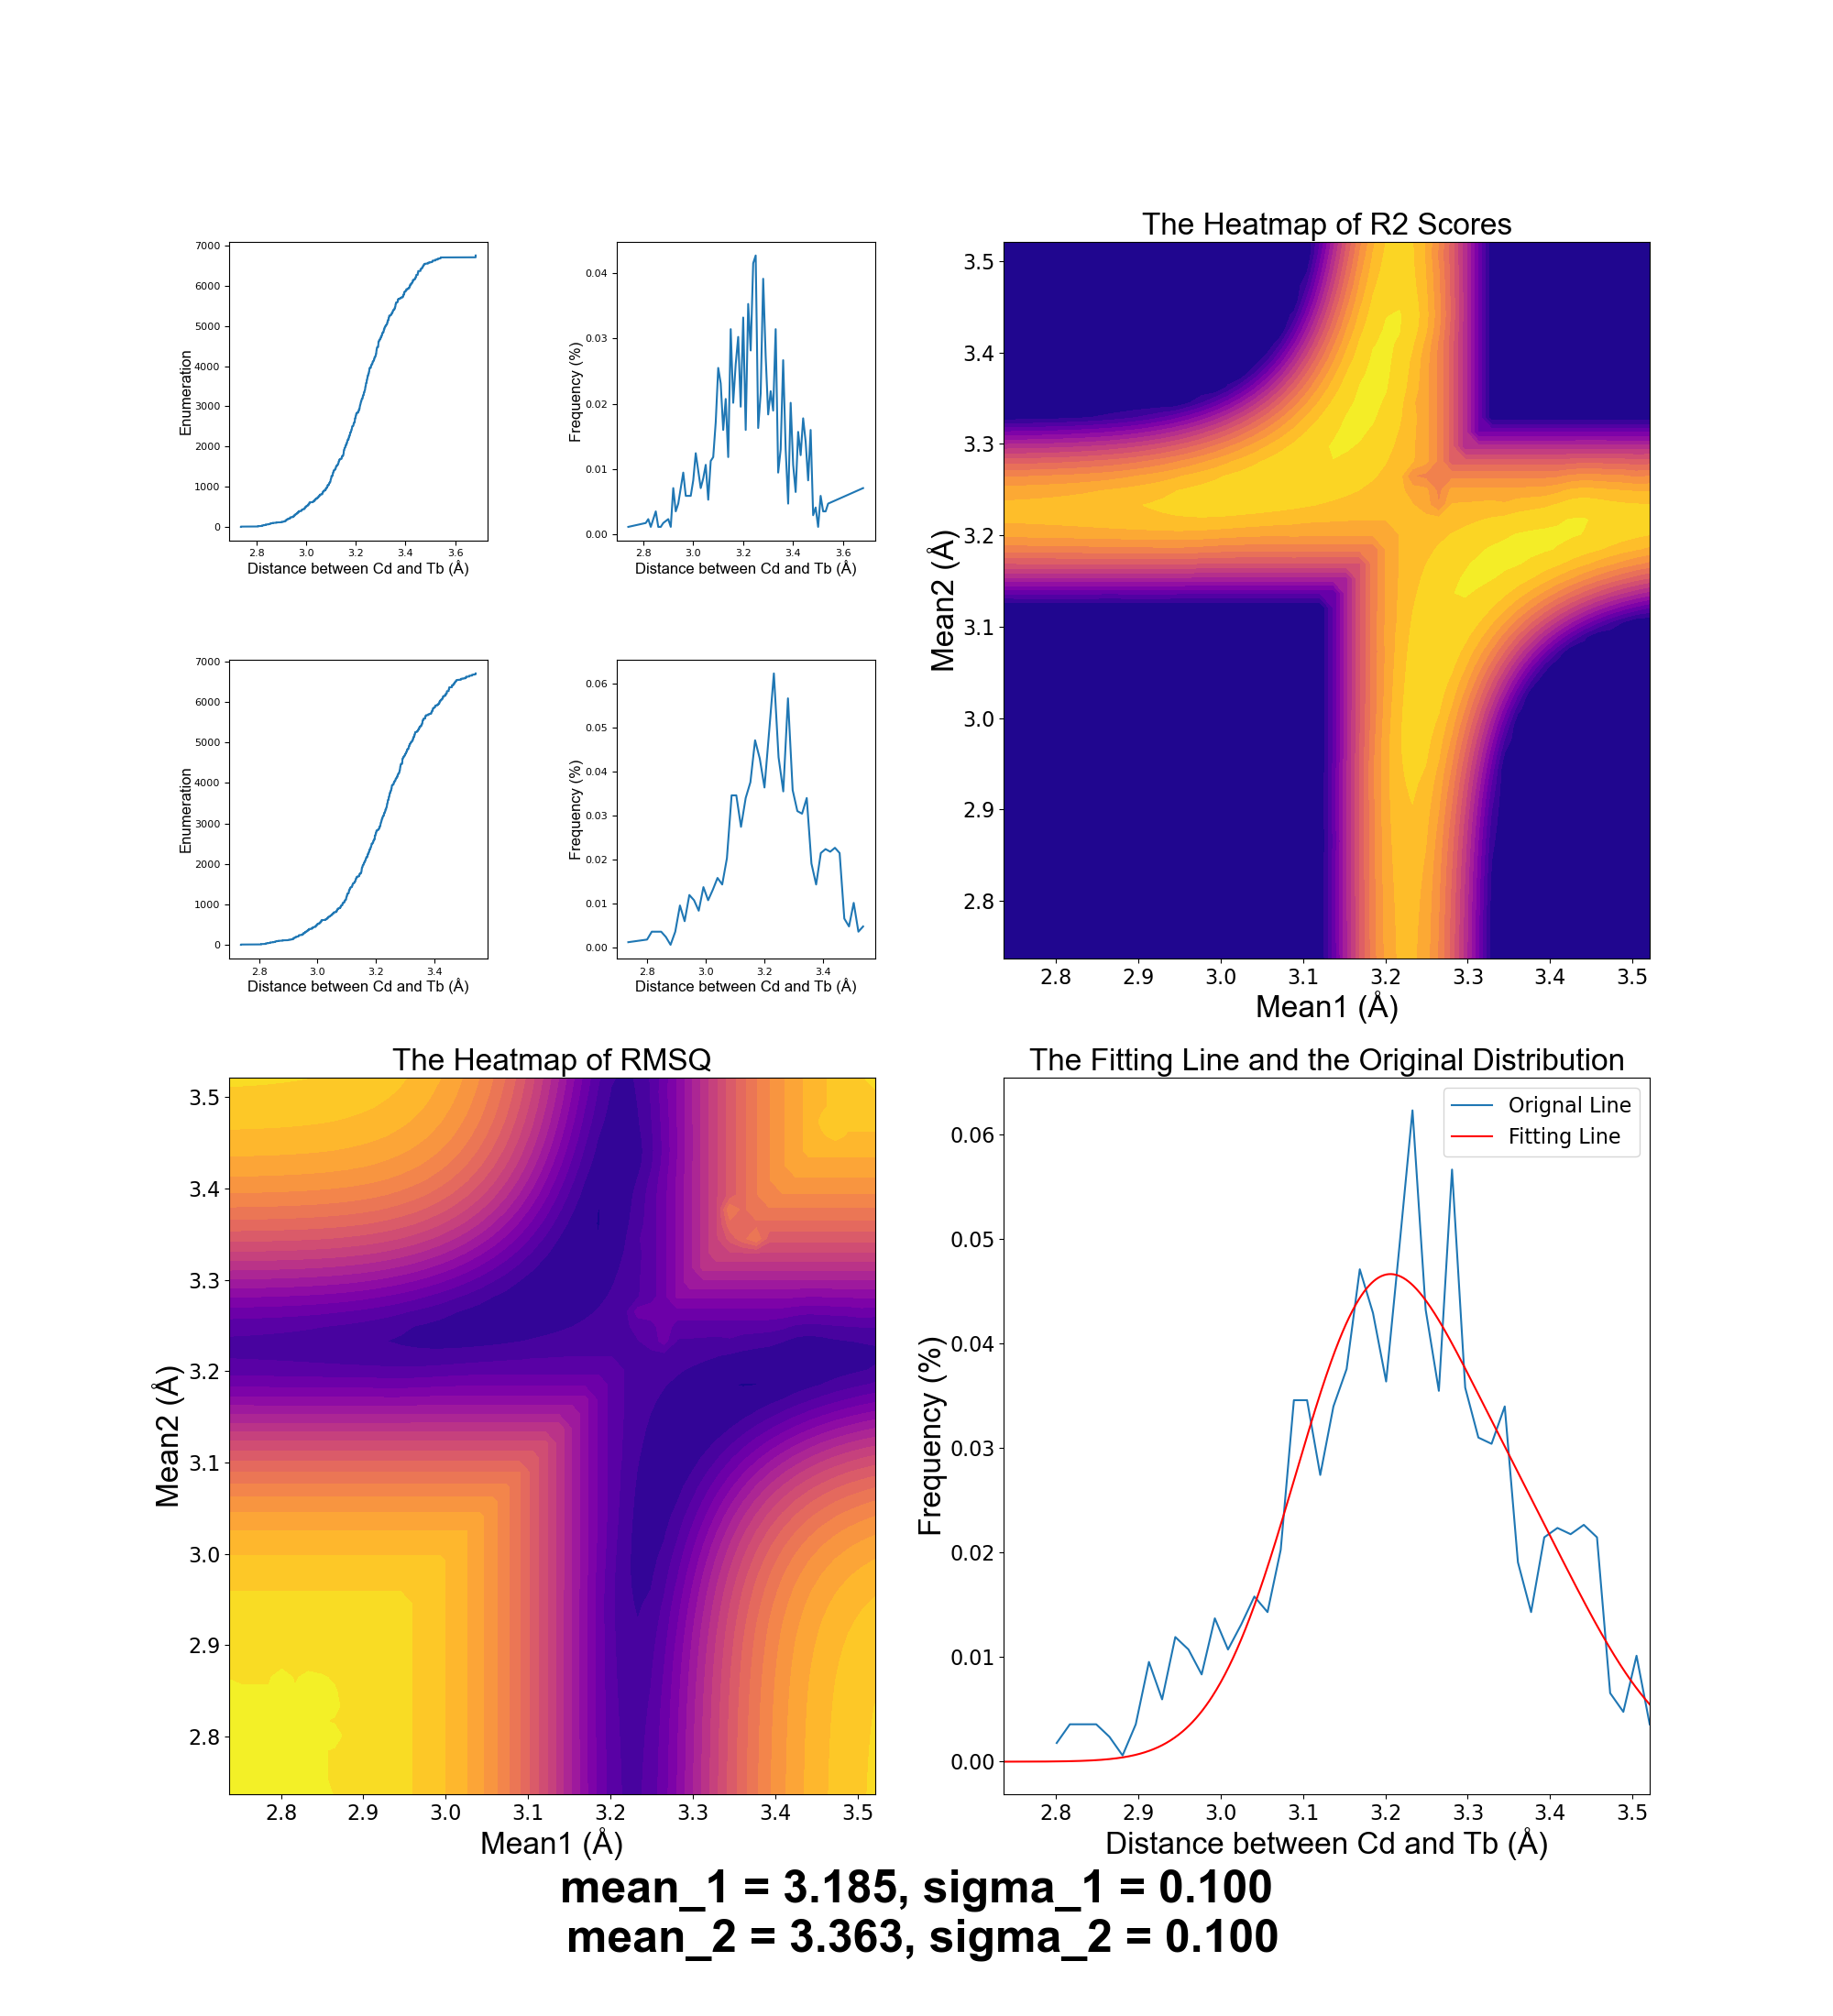 The Heatmap of R2 Scores
7000
6000
5000
4000
3000
2000
1000
0
Enumeration
2.8 3.0 3.2 3.4 3.6
Distance between Cd and Tb (Å)
0.04
0.03
0.02
0.01
0.00
Frequency (%)
2.8 3.0 3.2 3.4 3.6
Distance between Cd and Tb (Å)
3.5
3.4
3.3
3.2
3.1
3.0
2.9
2.8
Mean2 (Å)
2.8 2.9 3.0 3.1 3.2 3.3 3.4 3.5
Mean1 (Å)
7000
6000
5000
4000
3000
2000
1000
0
Enumeration
2.8 3.0 3.2 3.4
Distance between Cd and Tb (Å)
0.06
0.05
0.04
0.03
0.02
0.01
0.00
Frequency (%)
2.8 3.0 3.2 3.4
Distance between Cd and Tb (Å)
The Heatmap of RMSQ
3.5
3.4
3.3
3.2
3.1
3.0
2.9
2.8
Mean2 (Å)
2.8 2.9 3.0 3.1 3.2 3.3 3.4 3.5
Mean1 (Å)
The Fitting Line and the Original Distribution
Orignal Line
Fitting Line
0.06
0.05
0.04
0.03
0.02
0.01
0.00
Frequency (%)
2.8 2.9 3.0 3.1 3.2 3.3 3.4 3.5
Distance between Cd and Tb (Å)
mean_1 = 3.185, sigma_1 = 0.100
mean_2 = 3.363, sigma_2 = 0.100